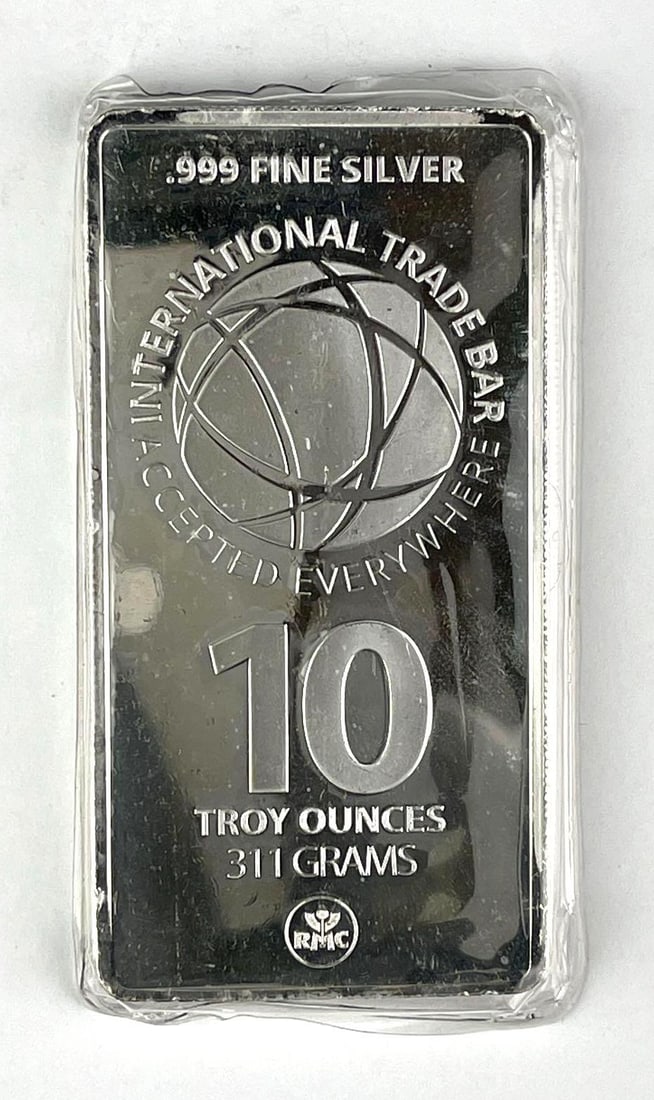 .999 FINE SILVER
INTERNATIONAL TRADE BAR
ACCEPTED EVERYWHERE
10
TROY OUNCES
311 GRAMS
RMC